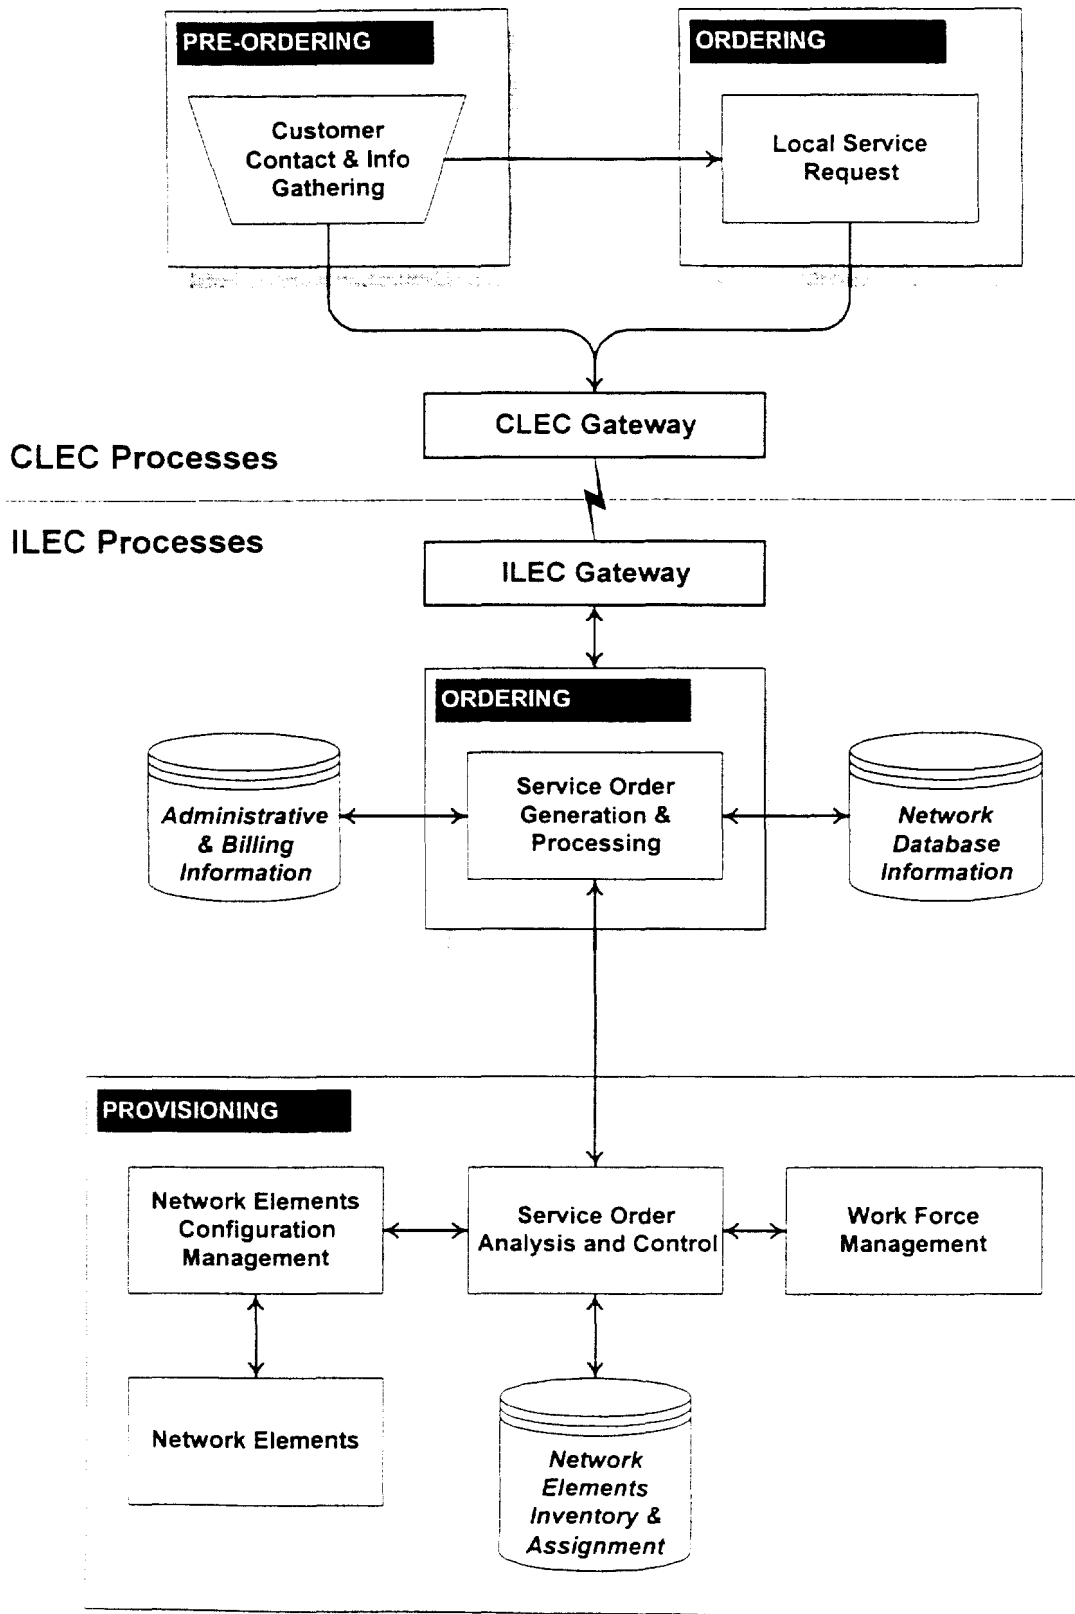 PRE-ORDERING
ORDERING
Customer
Contact & Info
Gathering
Local Service
Request
CLEC Gateway
CLEC Processes
ILEC Processes
ILEC Gateway
ORDERING
Administrative
& Billing
Information
Service Order
Generation &
Processing
Network
Database
Information
PROVISIONING
Network Elements
Configuration
Management
Service Order
Analysis and Control
Work Force
Management
Network Elements
Network
Elements
Inventory &
Assignment